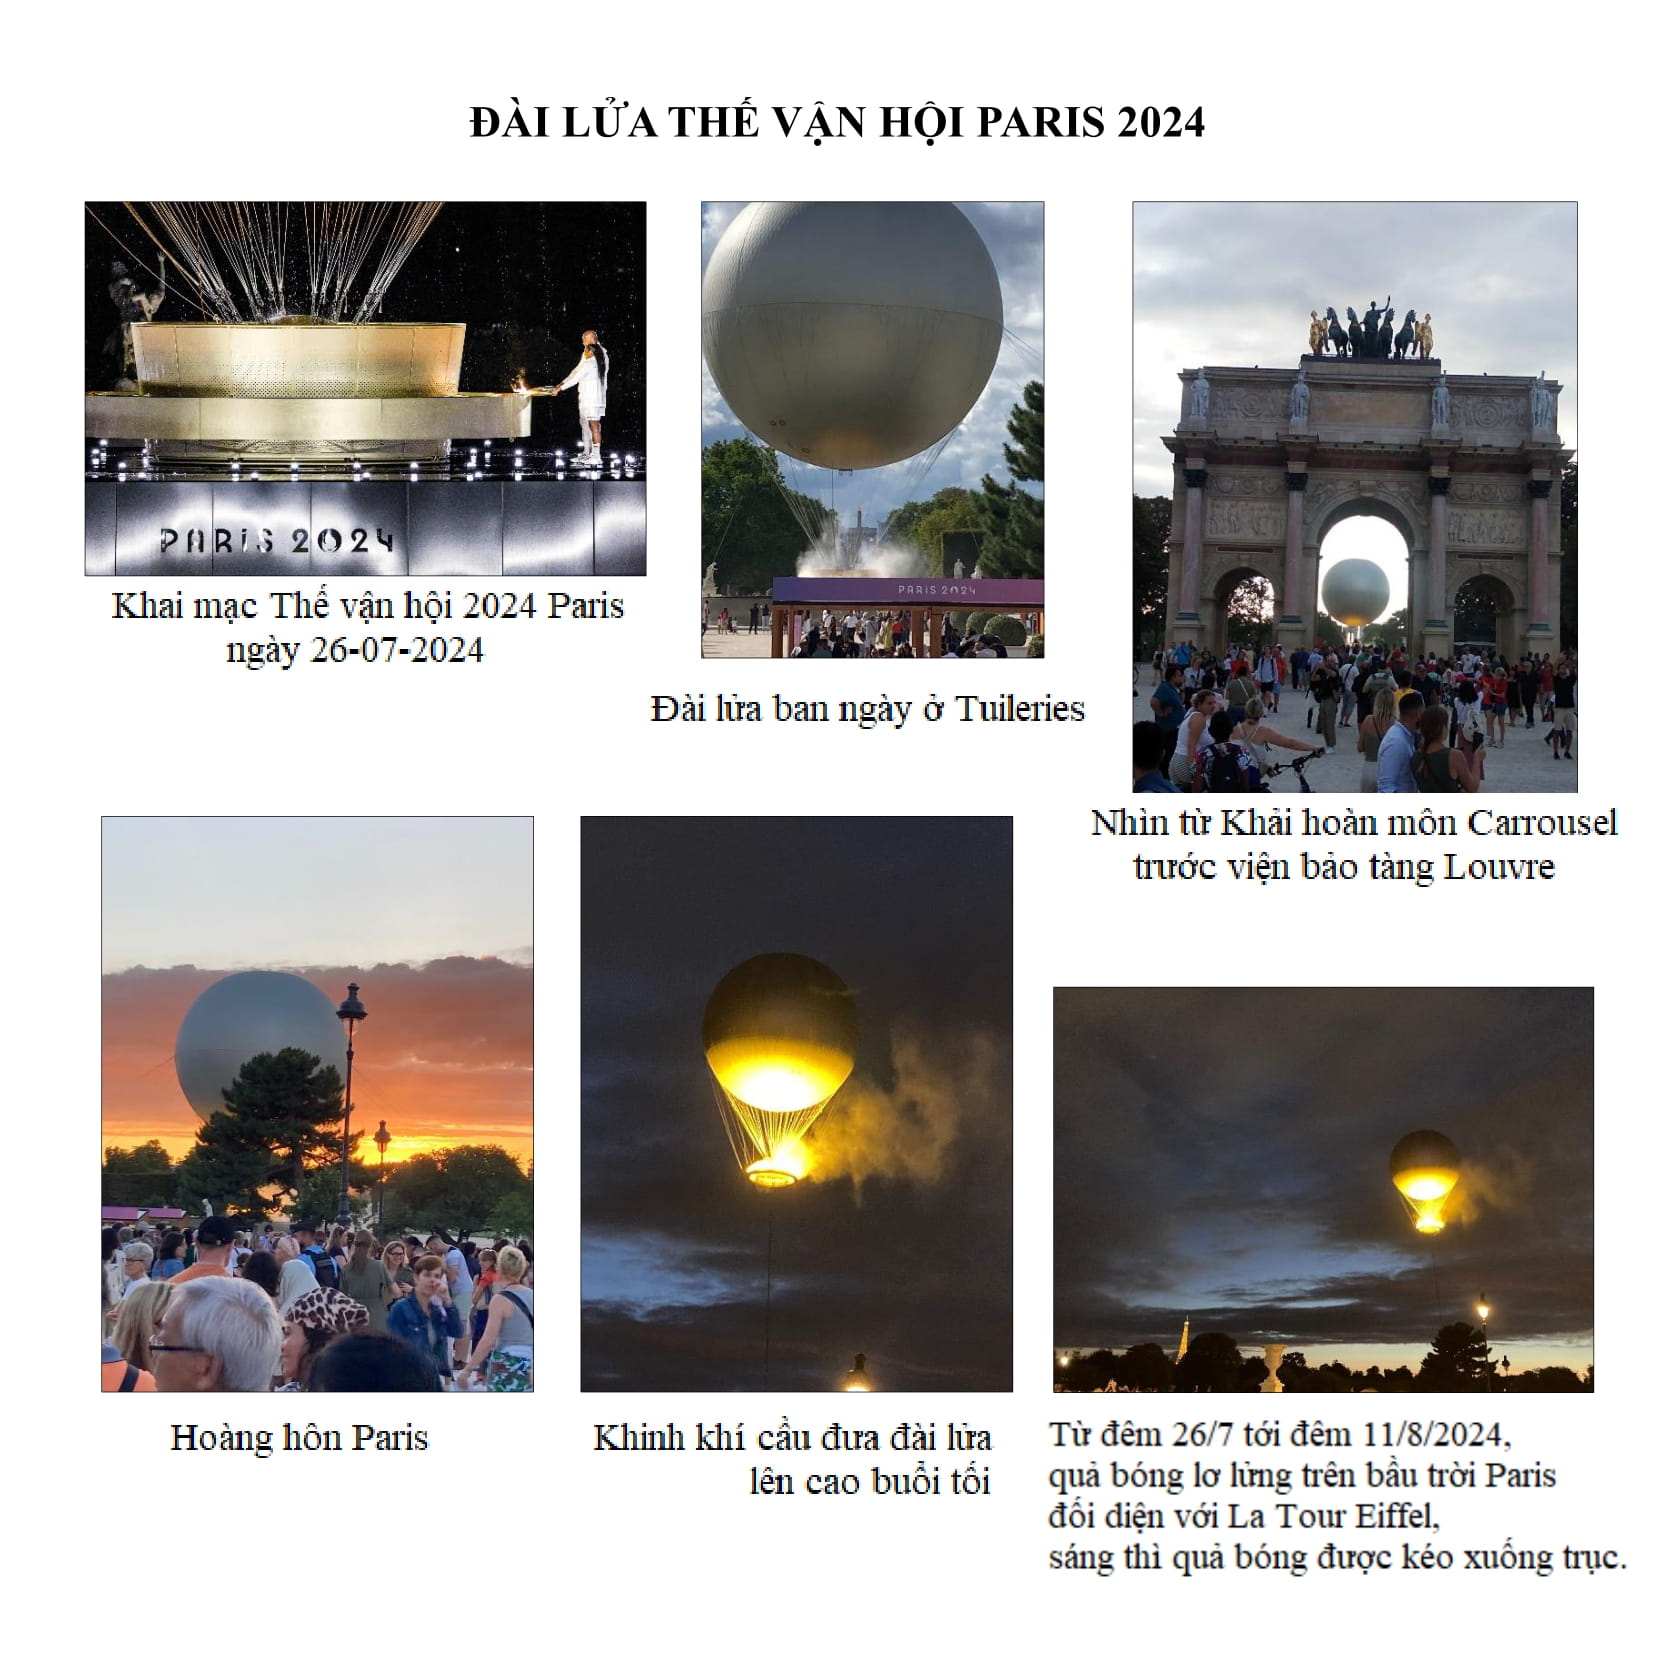 ĐÀI LỬA THẾ VẬN HỘI PARIS 2024
PARIS 2024
Khai mạc Thế vận hội 2024 Paris
ngày 26-07-2024
PARIS 2024
Đài lửa ban ngày ở Tuileries
Nhìn từ Khải hoàn môn Carrousel
trước viện bảo tàng Louvre
Hoàng hôn Paris
Khinh khí cầu đưa đài lửa
lên cao buổi tối
Từ đêm 26/7 tới đêm 11/8/2024,
quả bóng lơ lửng trên bầu trời Paris
đối diện với La Tour Eiffel,
sáng thì quả bóng được kéo xuống trục.